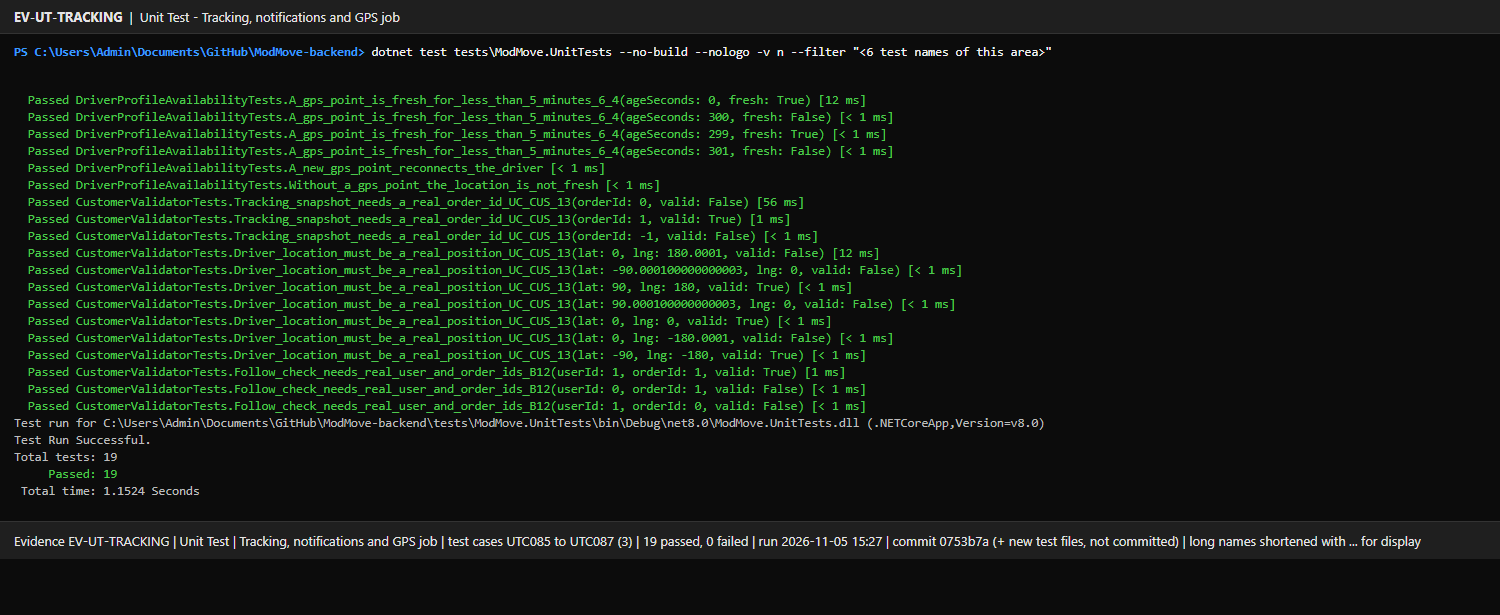 EV-UT-TRACKING | Unit Test - Tracking, notifications and GPS job
PS C:\Users\Admin\Documents\GitHub\ModMove-backend> dotnet test tests\ModMove.UnitTests --no-build --nologo -v n --filter "<6 test names of this area>"
Passed DriverProfileAvailabilityTests.A_gps_point_is_fresh_for_less_than_5_minutes_6_4(ageSeconds: 0, fresh: True) [12 ms]
Passed DriverProfileAvailabilityTests.A_gps_point_is_fresh_for_less_than_5_minutes_6_4(ageSeconds: 300, fresh: False) [< 1 ms]
Passed DriverProfileAvailabilityTests.A_gps_point_is_fresh_for_less_than_5_minutes_6_4(ageSeconds: 299, fresh: True) [< 1 ms]
Passed DriverProfileAvailabilityTests.A_gps_point_is_fresh_for_less_than_5_minutes_6_4(ageSeconds: 301, fresh: False) [< 1 ms]
Passed DriverProfileAvailabilityTests.A_new_gps_point_reconnects_the_driver [< 1 ms]
Passed DriverProfileAvailabilityTests.Without_a_gps_point_the_location_is_not_fresh [< 1 ms]
Passed CustomerValidatorTests.Tracking_snapshot_needs_a_real_order_id_UC_CUS_13(orderId: 0, valid: False) [56 ms]
Passed CustomerValidatorTests.Tracking_snapshot_needs_a_real_order_id_UC_CUS_13(orderId: 1, valid: True) [1 ms]
Passed CustomerValidatorTests.Tracking_snapshot_needs_a_real_order_id_UC_CUS_13(orderId: -1, valid: False) [< 1 ms]
Passed CustomerValidatorTests.Driver_location_must_be_a_real_position_UC_CUS_13(lat: 0, lng: 180.0001, valid: False) [12 ms]
Passed CustomerValidatorTests.Driver_location_must_be_a_real_position_UC_CUS_13(lat: -90.000100000000003, lng: 0, valid: False) [< 1 ms]
Passed CustomerValidatorTests.Driver_location_must_be_a_real_position_UC_CUS_13(lat: 90, lng: 180, valid: True) [< 1 ms]
Passed CustomerValidatorTests.Driver_location_must_be_a_real_position_UC_CUS_13(lat: 90.000100000000003, lng: 0, valid: False) [< 1 ms]
Passed CustomerValidatorTests.Driver_location_must_be_a_real_position_UC_CUS_13(lat: 0, lng: 0, valid: True) [< 1 ms]
Passed CustomerValidatorTests.Driver_location_must_be_a_real_position_UC_CUS_13(lat: 0, lng: -180.0001, valid: False) [< 1 ms]
Passed CustomerValidatorTests.Driver_location_must_be_a_real_position_UC_CUS_13(lat: -90, lng: -180, valid: True) [< 1 ms]
Passed CustomerValidatorTests.Follow_check_needs_real_user_and_order_ids_B12(userId: 1, orderId: 1, valid: True) [1 ms]
Passed CustomerValidatorTests.Follow_check_needs_real_user_and_order_ids_B12(userId: 0, orderId: 1, valid: False) [< 1 ms]
Passed CustomerValidatorTests.Follow_check_needs_real_user_and_order_ids_B12(userId: 1, orderId: 0, valid: False) [< 1 ms]
Test run for C:\Users\Admin\Documents\GitHub\ModMove-backend\tests\ModMove.UnitTests\bin\Debug\net8.0\ModMove.UnitTests.dll (.NETCoreApp,Version=v8.0)
Test Run Successful.
Total tests: 19
Passed: 19
Total time: 1.1524 Seconds
Evidence EV-UT-TRACKING | Unit Test | Tracking, notifications and GPS job | test cases UTC085 to UTC087 (3) | 19 passed, 0 failed | run 2026-11-05 15:27 | commit 0753b7a (+ new test files, not committed) | long names shortened with ... for display